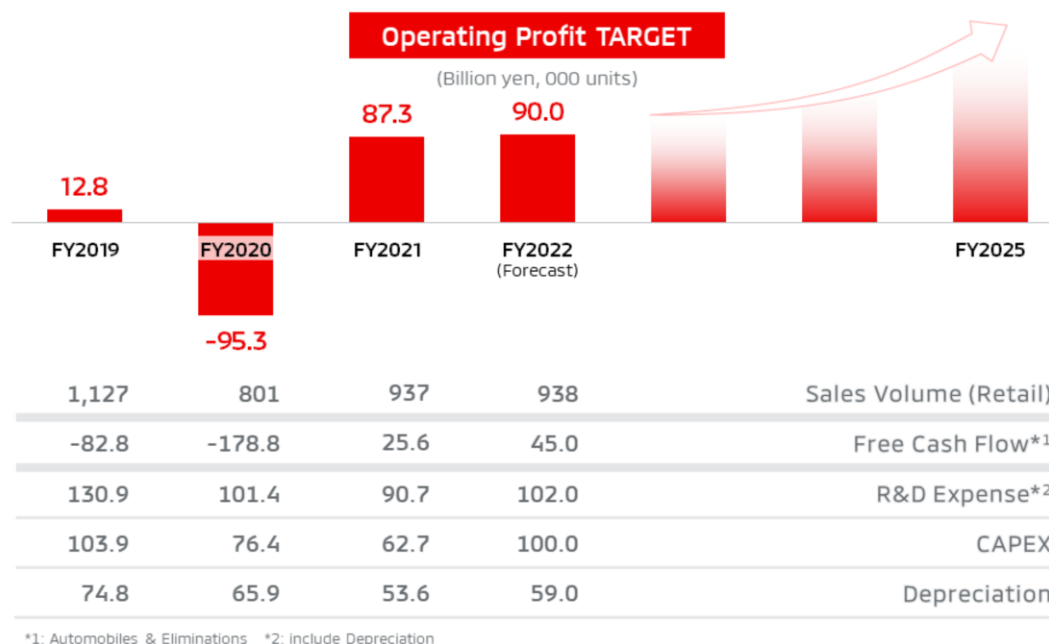 Operating Profit TARGET
(Billion yen, 000 units)
12.8
87.3
90.0
FY2019
FY2020
FY2021
FY2022
(Forecast)
FY2025
-95.3
1,127 801 937 938 Sales Volume (Retail)
-82.8 -178.8 25.6 45.0 Free Cash Flow*1
130.9 101.4 90.7 102.0 R&D Expense*2
103.9 76.4 62.7 100.0 CAPEX
74.8 65.9 53.6 59.0 Depreciation
*1: Automobiles & Eliminations *2: include Depreciation